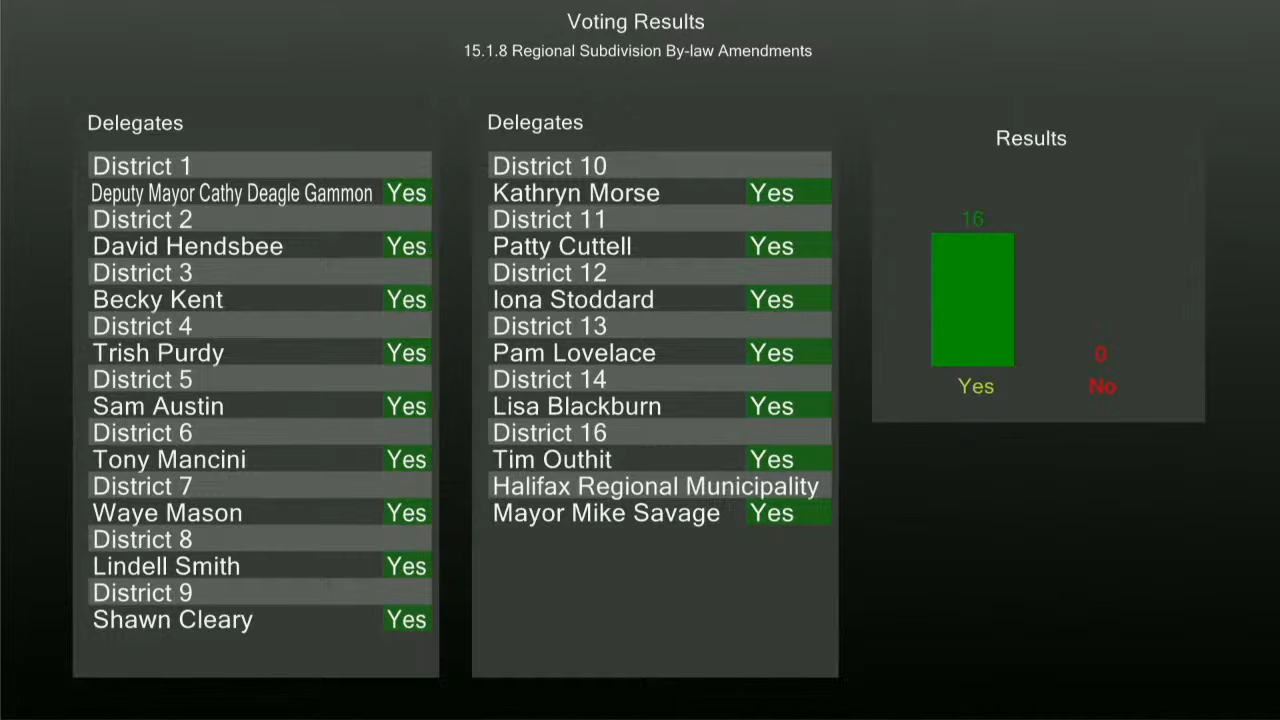 Voting Results
15.1.8 Regional Subdivision By-law Amendments
Delegates
District 1
Deputy Mayor Cathy Deagle Gammon Yes
District 2
David Hendsbee Yes
District 3
Becky Kent Yes
District 4
Trish Purdy Yes
District 5
Sam Austin Yes
District 6
Tony Mancini Yes
District 7
Waye Mason Yes
District 8
Lindell Smith Yes
District 9
Shawn Cleary Yes
Delegates
District 10
Kathryn Morse Yes
District 11
Patty Cuttell Yes
District 12
Iona Stoddard Yes
District 13
Pam Lovelace Yes
District 14
Lisa Blackburn Yes
District 16
Tim Outhit Yes
Halifax Regional Municipality
Mayor Mike Savage Yes
Results
16
0
Yes No